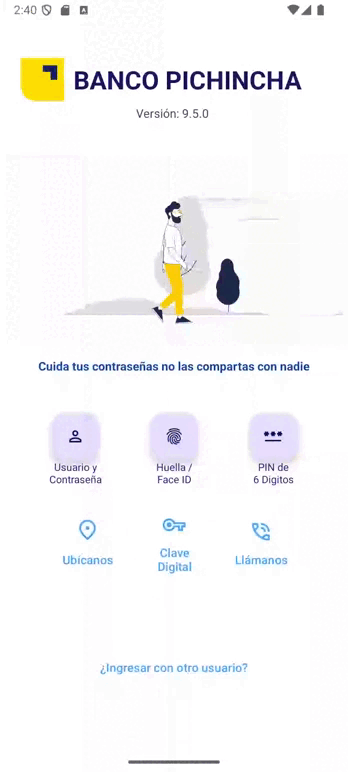 2:40
BANCO PICHINCHA
Versión: 9.5.0
Cuida tus contraseñas no las compartas con nadie
Usuario y
Contraseña
Huella /
Face ID
PIN de
6 Digitos
Ubícanos
Clave
Digital
Llámanos
¿Ingresar con otro usuario?